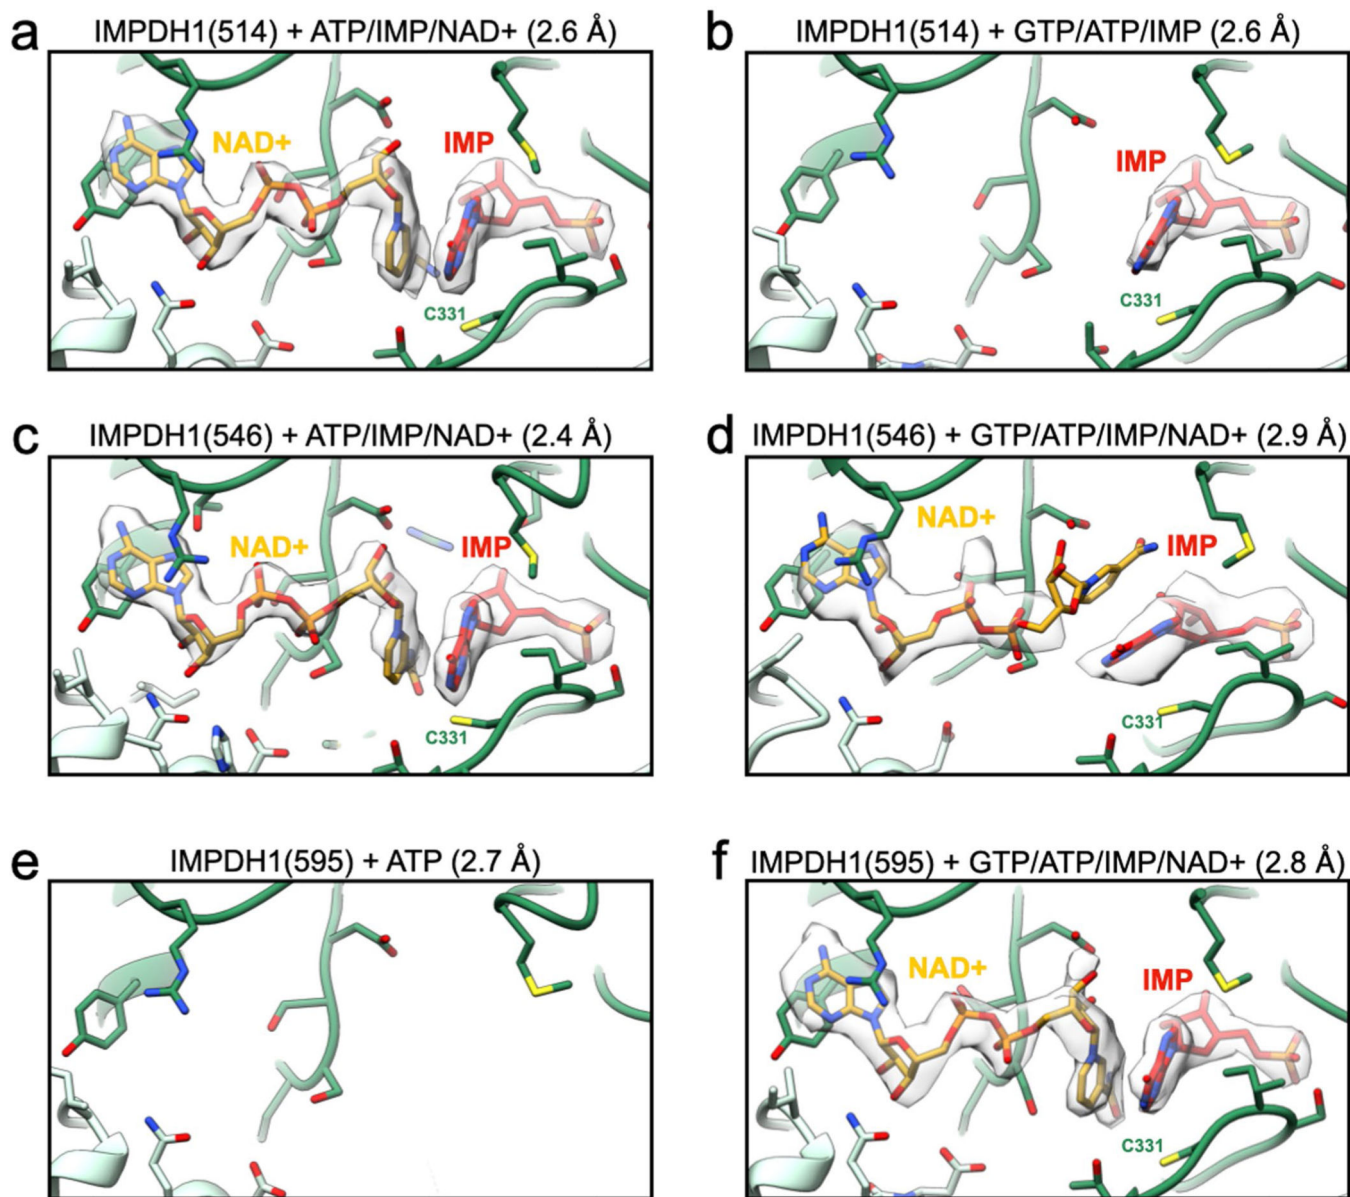 a IMPDH1(514) + ATP/IMP/NAD+ (2.6 Å)
NAD+
IMP
C331
b IMPDH1(514) + GTP/ATP/IMP (2.6 Å)
IMP
C331
c IMPDH1(546) + ATP/IMP/NAD+ (2.4 Å)
NAD+
IMP
C331
d IMPDH1(546) + GTP/ATP/IMP/NAD+ (2.9 Å)
NAD+
IMP
C331
e IMPDH1(595) + ATP (2.7 Å)
f IMPDH1(595) + GTP/ATP/IMP/NAD+ (2.8 Å)
NAD+
IMP
C331